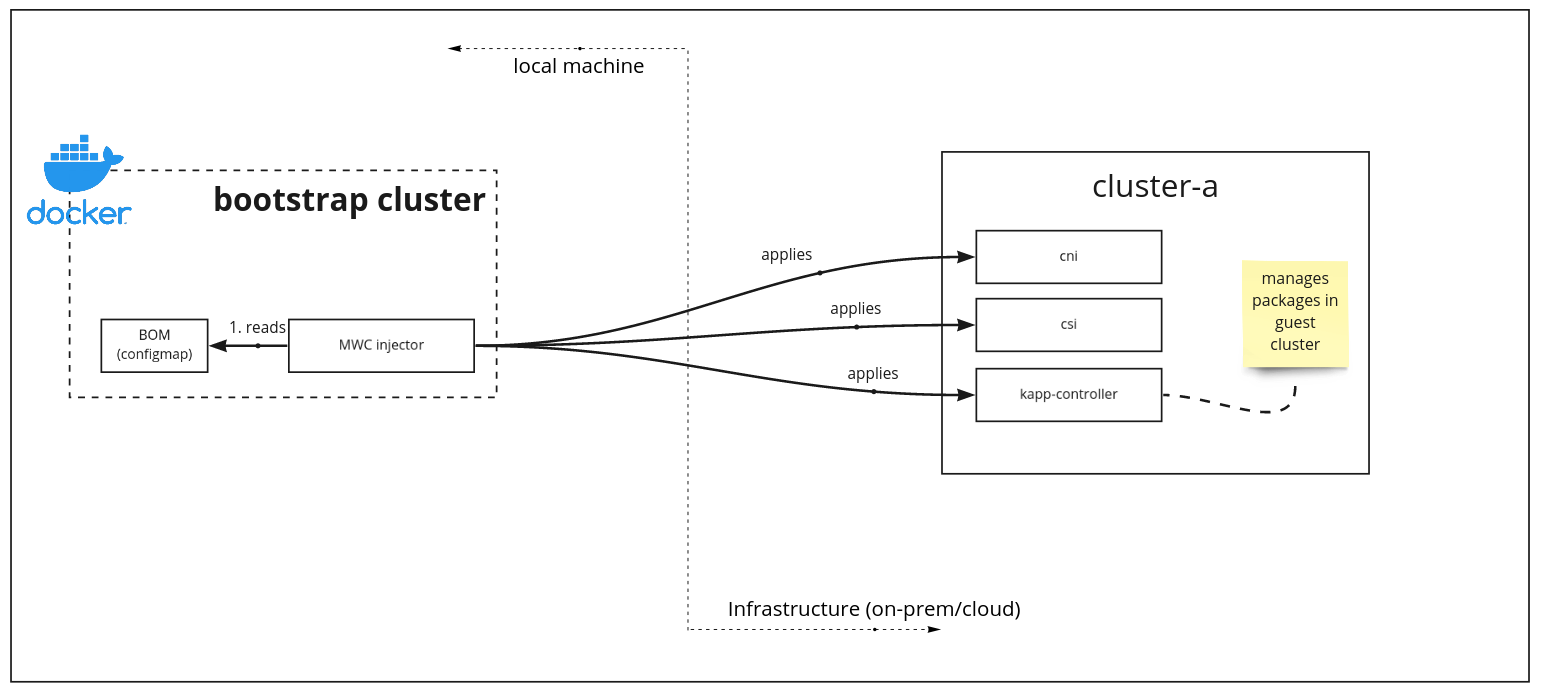 local machine
docker
bootstrap cluster
BOM
(configmap)
1. reads
MWC injector
applies
applies
applies
cluster-a
cni
csi
kapp-controller
manages
packages in
guest
cluster
Infrastructure (on-prem/cloud)